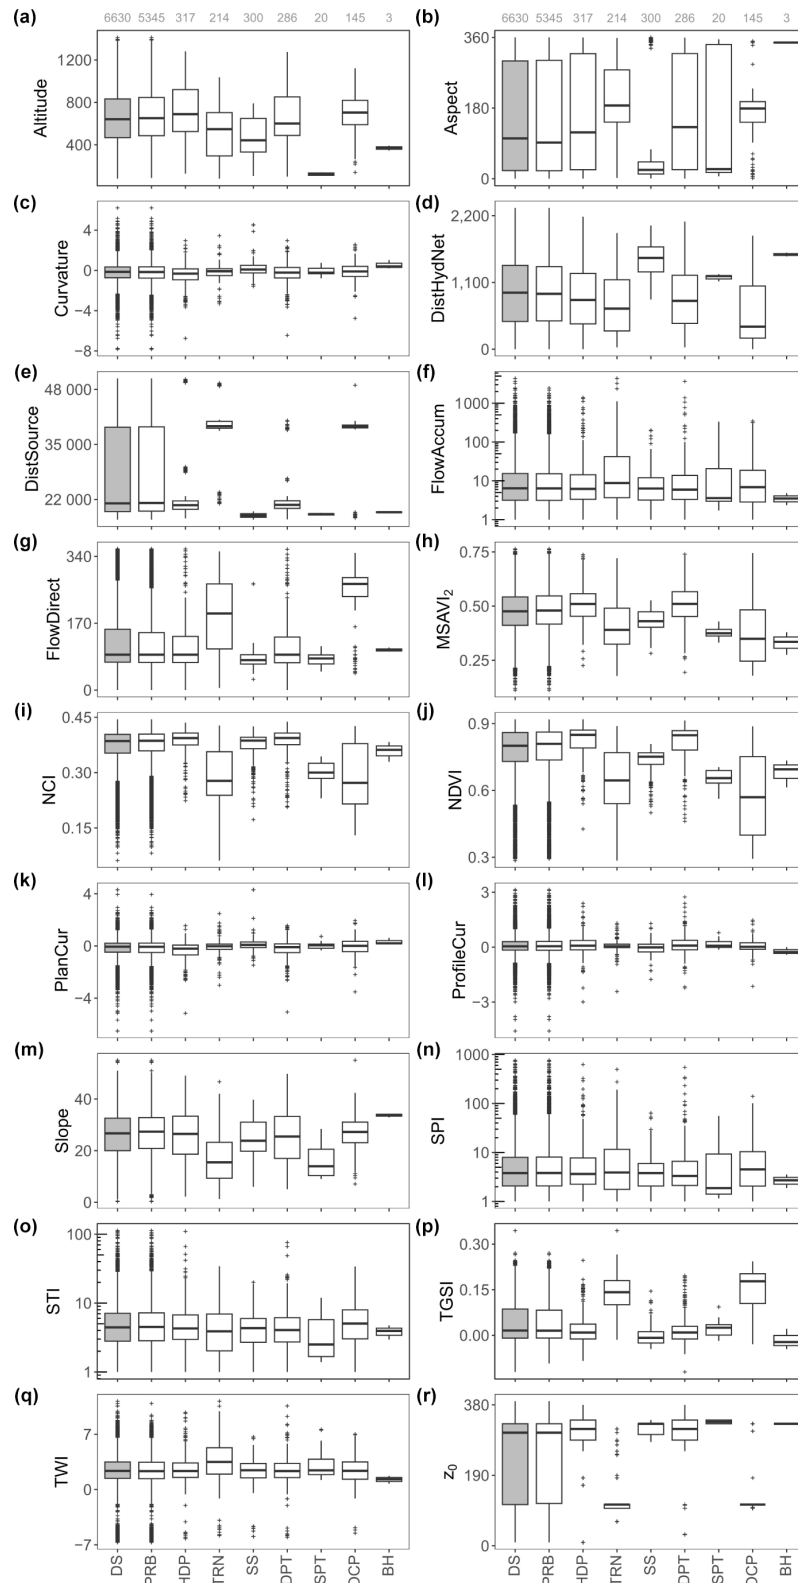 (a) 6630 5345 317 214 300 286 20 145 3
(b) 6630 5345 317 214 300 286 20 145 3
Altitude 1200 800 400
Aspect 360 180 0
(c) Curvature 4 0 −4 −8
(d) DistHydNet 2,200 1,100 0
(e) DistSource 48 000 35 000 22 000
(f) FlowAccum 1000 100 10 1
(g) FlowDirect 340 170 0
(h) MSAVI₂ 0.75 0.50 0.25
(i) NCI 0.45 0.30 0.15
(j) NDVI 0.9 0.6 0.3
(k) PlanCur 4 0 −4
(l) ProfileCur 3 0 −3
(m) Slope 40 20 0
(n) SPI 1000 100 10 1
(o) STI 100 10 1
(p) TGSI 0.30 0.15 0.00
(q) TWI 7 0 −7
(r) z₀ 380 190 0
DS PRB HDP TRN SS DPT SPT DCP BH
DS PRB HDP TRN SS DPT SPT DCP BH